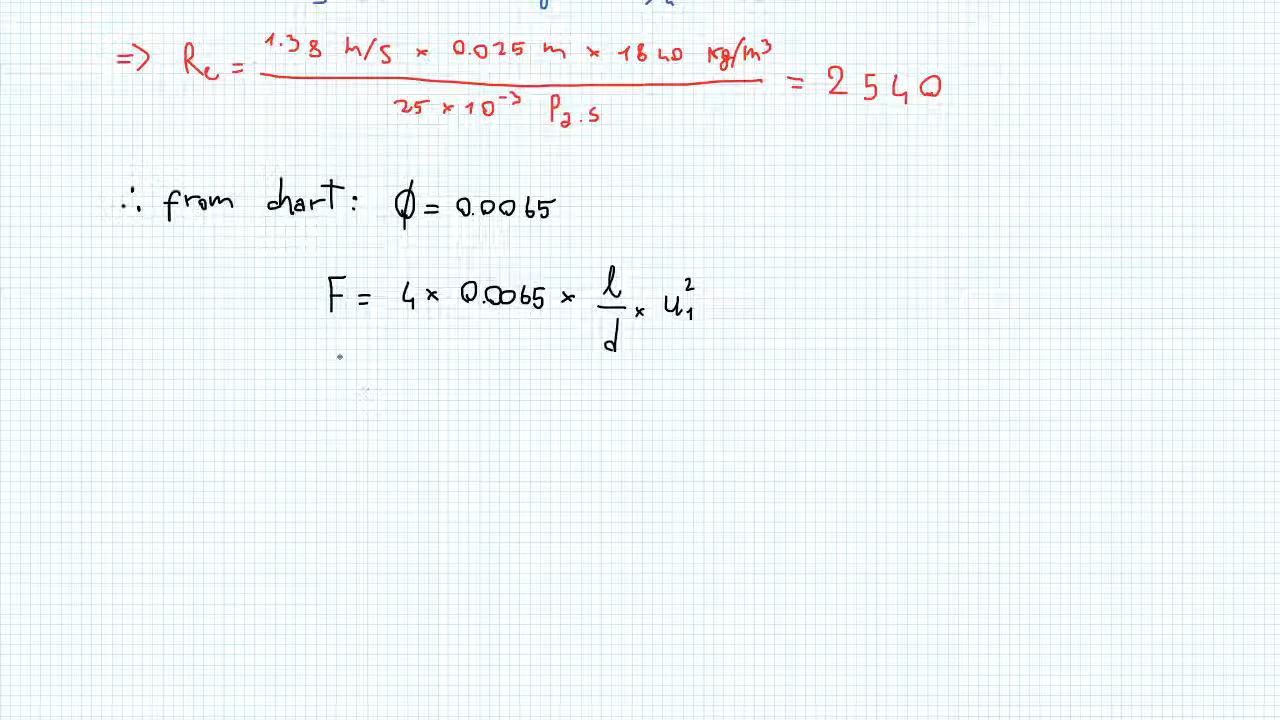 => Re = 1.38 m/s × 0.025 m × 1840 kg/m³ / 25 × 10⁻³ Pa.s = 2540
∴ from chart: φ = 0.0065
F = 4 × 0.0065 × l/d × u₁²